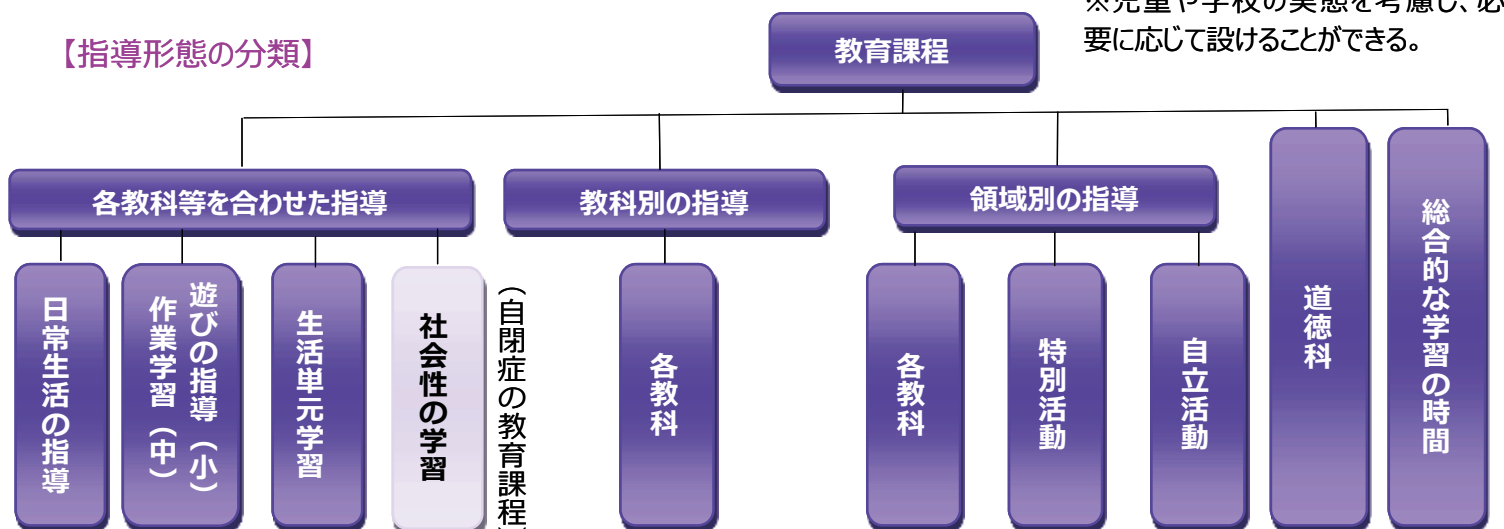 ※児童や学校の実態を考慮し、必
要に応じて設けることができる。
【指導形態の分類】
教育課程
各教科等を合わせた指導
教科別の指導
領域別の指導
日常生活の指導
遊びの指導（小）
作業学習（中）
生活単元学習
社会性の学習
（自閉症の教育課程）
各教科
各教科
特別活動
自立活動
道徳科
総合的な学習の時間